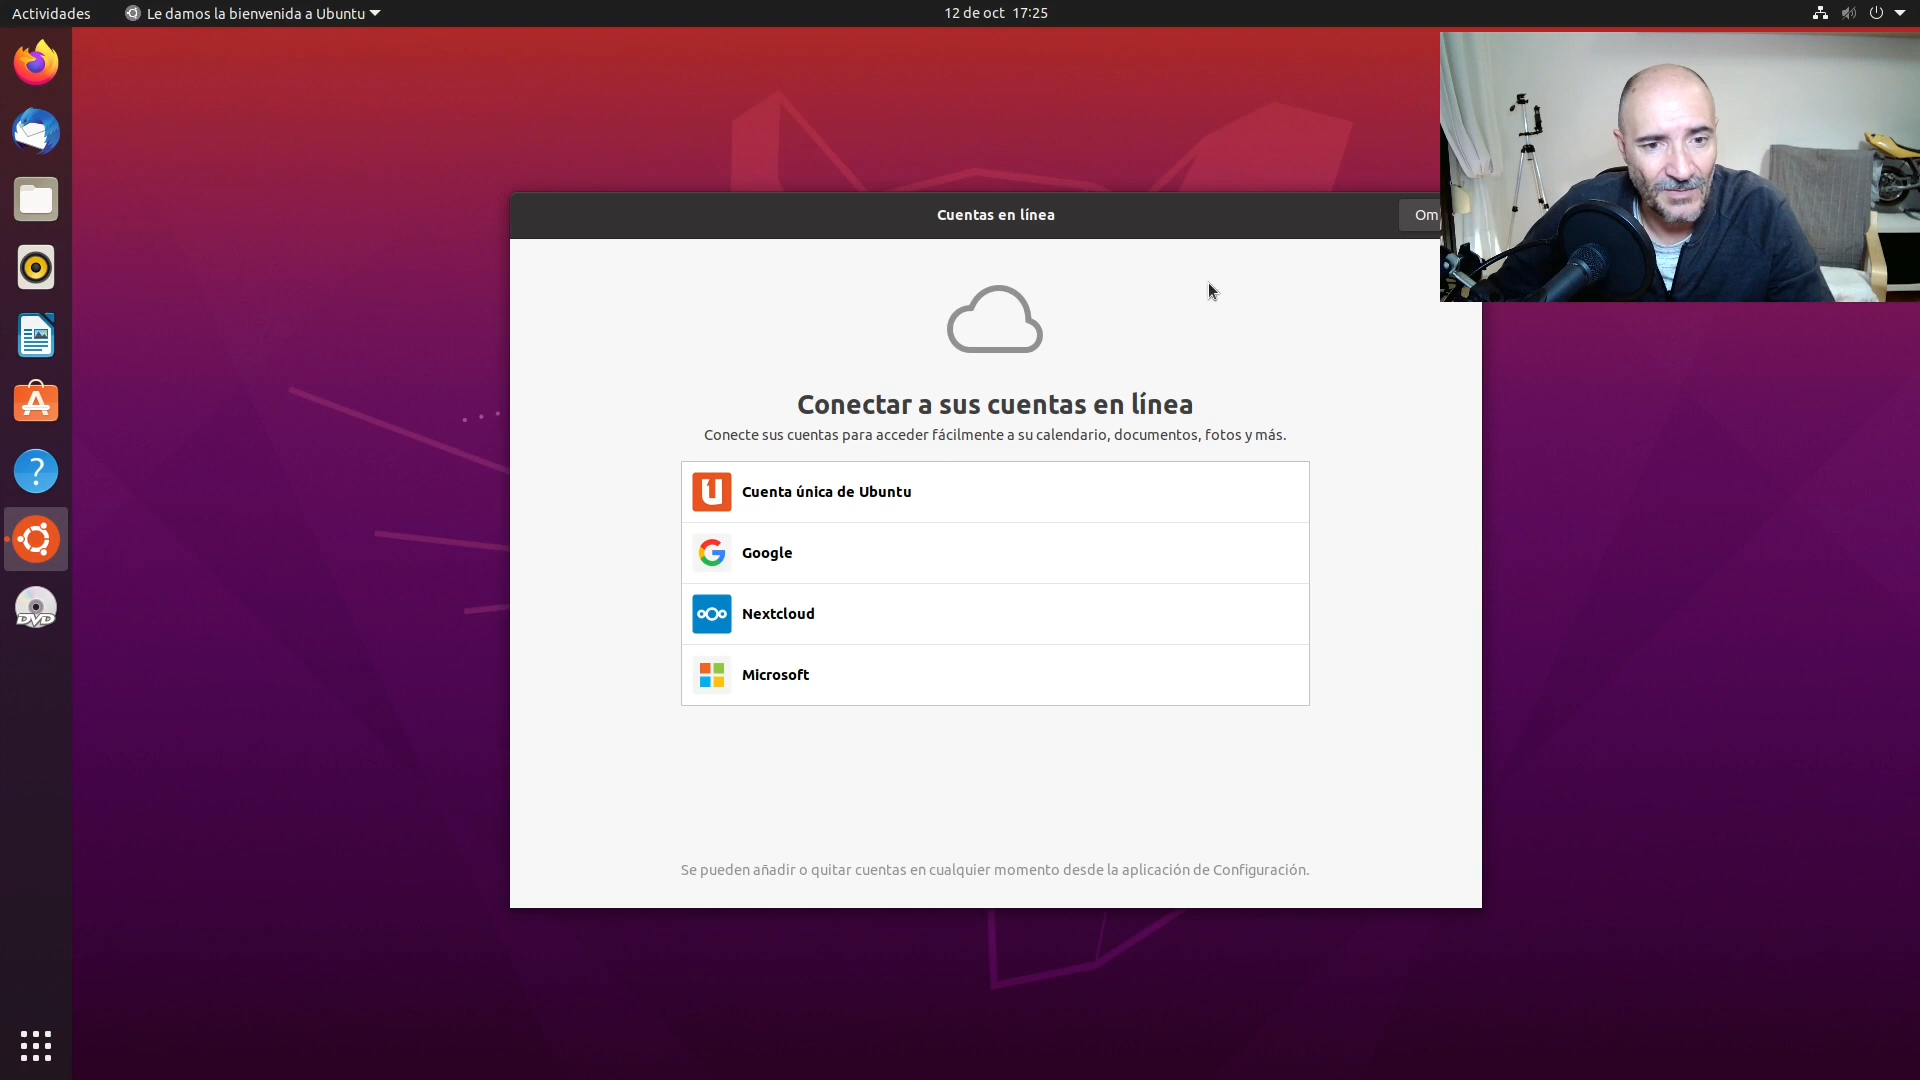 Actividades
Le damos la bienvenida a Ubuntu
12 de oct 17:25
Cuentas en línea
Om
Conectar a sus cuentas en línea
Conecte sus cuentas para acceder fácilmente a su calendario, documentos, fotos y más.
Cuenta única de Ubuntu
Google
Nextcloud
Microsoft
Se pueden añadir o quitar cuentas en cualquier momento desde la aplicación de Configuración.
DVD